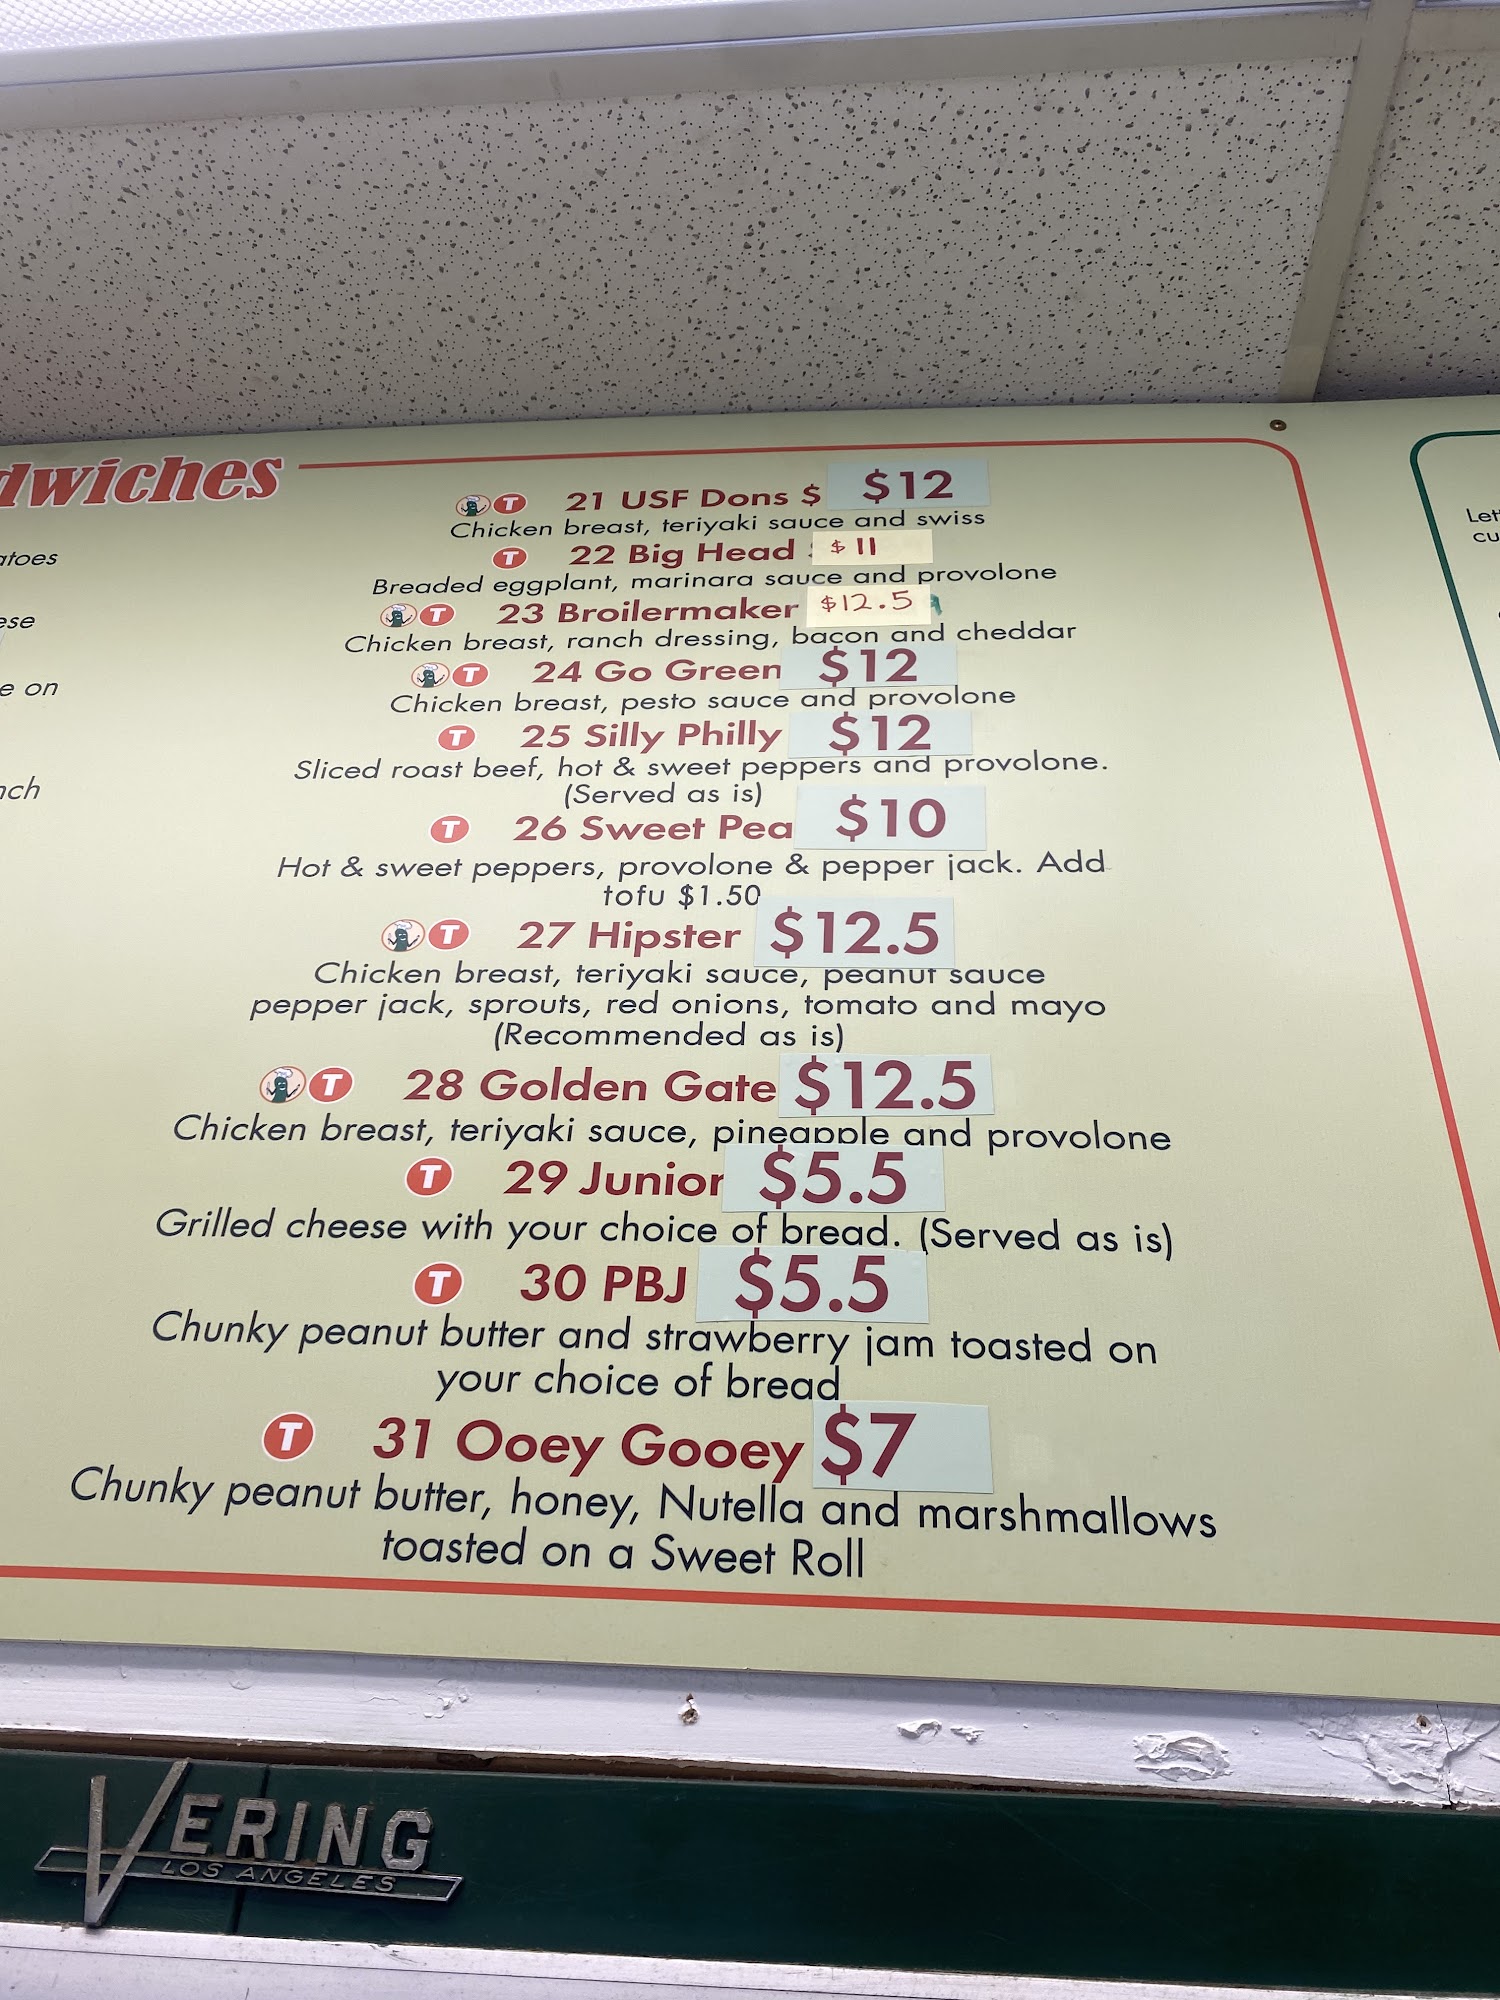 dwiches
atoes
ese
e on
nch
T 21 USF Dons $ $12
Chicken breast, teriyaki sauce and swiss
T 22 Big Head $11
Breaded eggplant, marinara sauce and provolone
T 23 Broilermaker $12.5
Chicken breast, ranch dressing, bacon and cheddar
T 24 Go Green $12
Chicken breast, pesto sauce and provolone
T 25 Silly Philly $12
Sliced roast beef, hot & sweet peppers and provolone.
(Served as is)
T 26 Sweet Pea $10
Hot & sweet peppers, provolone & pepper jack. Add
tofu $1.50
T 27 Hipster $12.5
Chicken breast, teriyaki sauce, peanut sauce
pepper jack, sprouts, red onions, tomato and mayo
(Recommended as is)
T 28 Golden Gate $12.5
Chicken breast, teriyaki sauce, pineapple and provolone
T 29 Junior $5.5
Grilled cheese with your choice of bread. (Served as is)
T 30 PBJ $5.5
Chunky peanut butter and strawberry jam toasted on
your choice of bread
T 31 Ooey Gooey $7
Chunky peanut butter, honey, Nutella and marshmallows
toasted on a Sweet Roll
Let
cu
VERING
LOS ANGELES